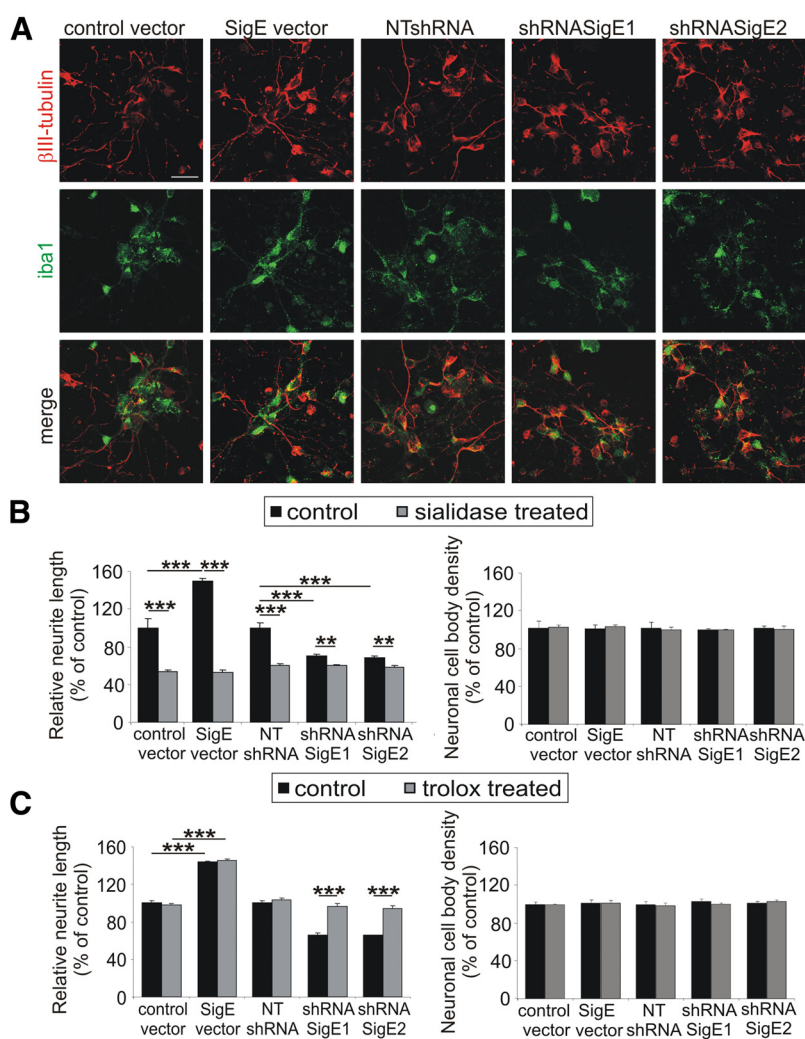 A
control vector
SigE vector
NTshRNA
shRNASigE1
shRNASigE2
βIII-tubulin
iba1
merge
B
control
sialidase treated
Relative neurite length
(% of control)
160
120
80
40
0
***
***
***
***
***
***
**
**
control
vector
SigE
vector
NT
shRNA
shRNA
SigE1
shRNA
SigE2
Neuronal cell body density
(% of control)
160
120
80
40
0
control
vector
SigE
vector
NT
shRNA
shRNA
SigE1
shRNA
SigE2
C
control
trolox treated
Relative neurite length
(% of control)
160
120
80
40
0
***
***
***
***
control
vector
SigE
vector
NT
shRNA
shRNA
SigE1
shRNA
SigE2
Neuronal cell body density
(% of control)
160
120
80
40
0
control
vector
SigE
vector
NT
shRNA
shRNA
SigE1
shRNA
SigE2